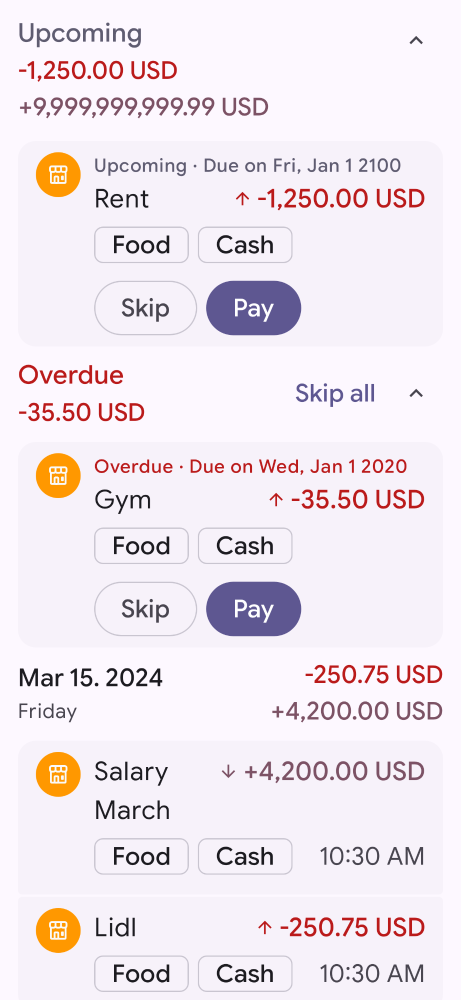 Upcoming
-1,250.00 USD
+9,999,999,999.99 USD
Upcoming · Due on Fri, Jan 1 2100
Rent ↑ -1,250.00 USD
Food Cash
Skip Pay
Overdue
Skip all
-35.50 USD
Overdue · Due on Wed, Jan 1 2020
Gym ↑ -35.50 USD
Food Cash
Skip Pay
Mar 15. 2024 -250.75 USD
Friday +4,200.00 USD
Salary ↓ +4,200.00 USD
March
Food Cash 10:30 AM
Lidl ↑ -250.75 USD
Food Cash 10:30 AM